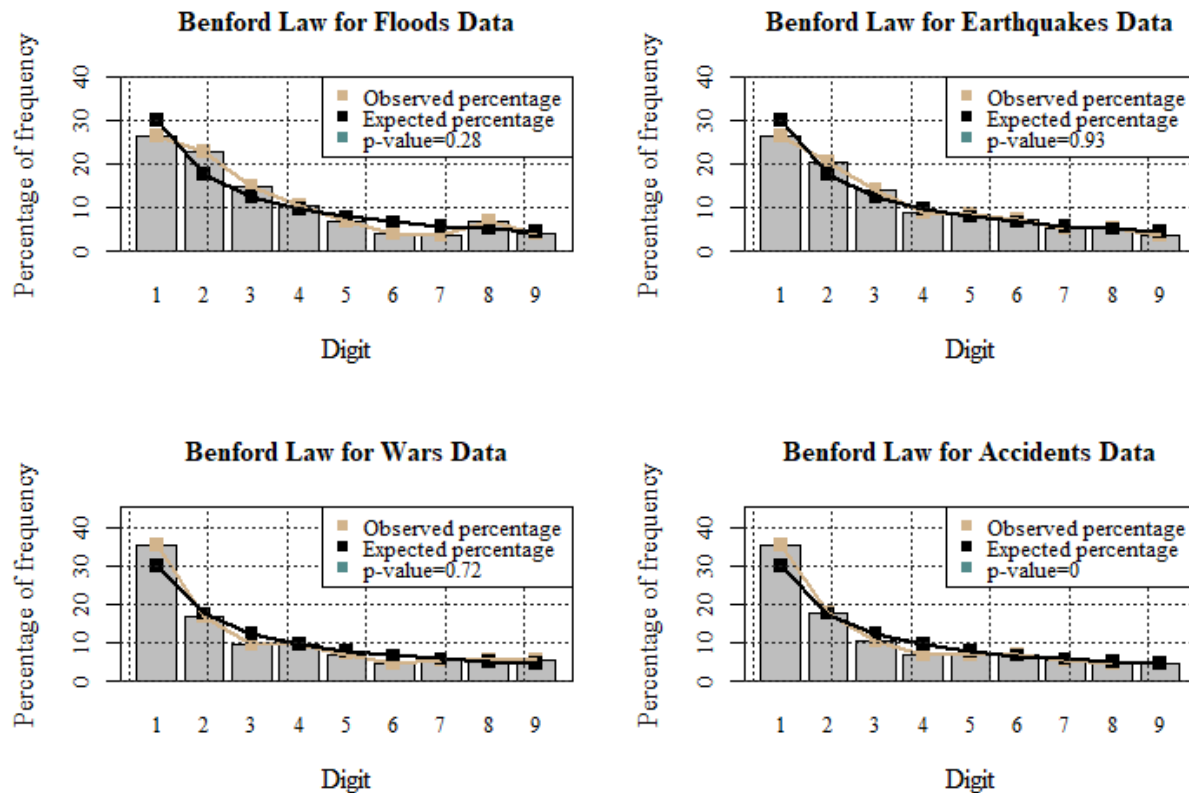 Benford Law for Floods Data
Percentage of frequency
40
30
20
10
0
Observed percentage
Expected percentage
p-value=0.28
1 2 3 4 5 6 7 8 9
Digit
Benford Law for Earthquakes Data
Percentage of frequency
40
30
20
10
0
Observed percentage
Expected percentage
p-value=0.93
1 2 3 4 5 6 7 8 9
Digit
Benford Law for Wars Data
Percentage of frequency
40
30
20
10
0
Observed percentage
Expected percentage
p-value=0.72
1 2 3 4 5 6 7 8 9
Digit
Benford Law for Accidents Data
Percentage of frequency
40
30
20
10
0
Observed percentage
Expected percentage
p-value=0
1 2 3 4 5 6 7 8 9
Digit